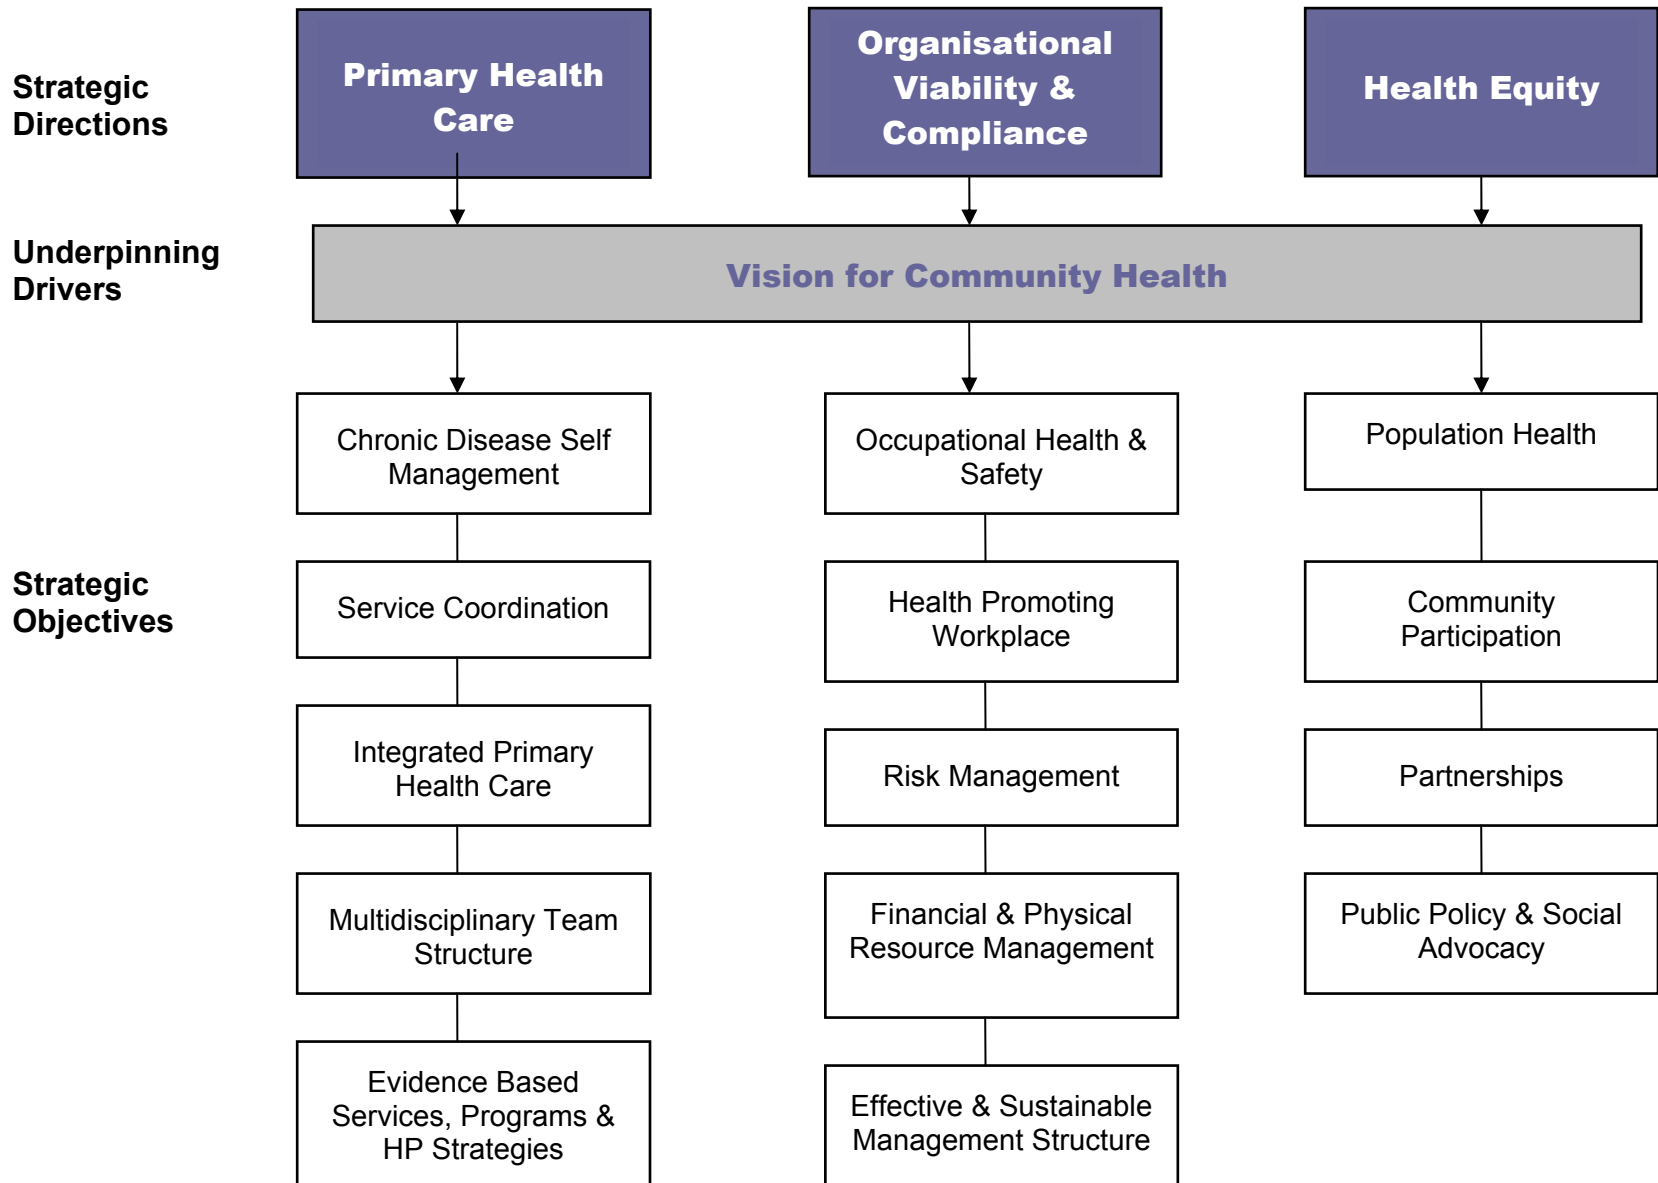 Strategic
Directions
Primary Health
Care
Organisational
Viability &
Compliance
Health Equity
Underpinning
Drivers
Vision for Community Health
Strategic
Objectives
Chronic Disease Self
Management
Occupational Health &
Safety
Population Health
Service Coordination
Health Promoting
Workplace
Community
Participation
Integrated Primary
Health Care
Risk Management
Partnerships
Multidisciplinary Team
Structure
Financial & Physical
Resource Management
Public Policy & Social
Advocacy
Evidence Based
Services, Programs &
HP Strategies
Effective & Sustainable
Management Structure